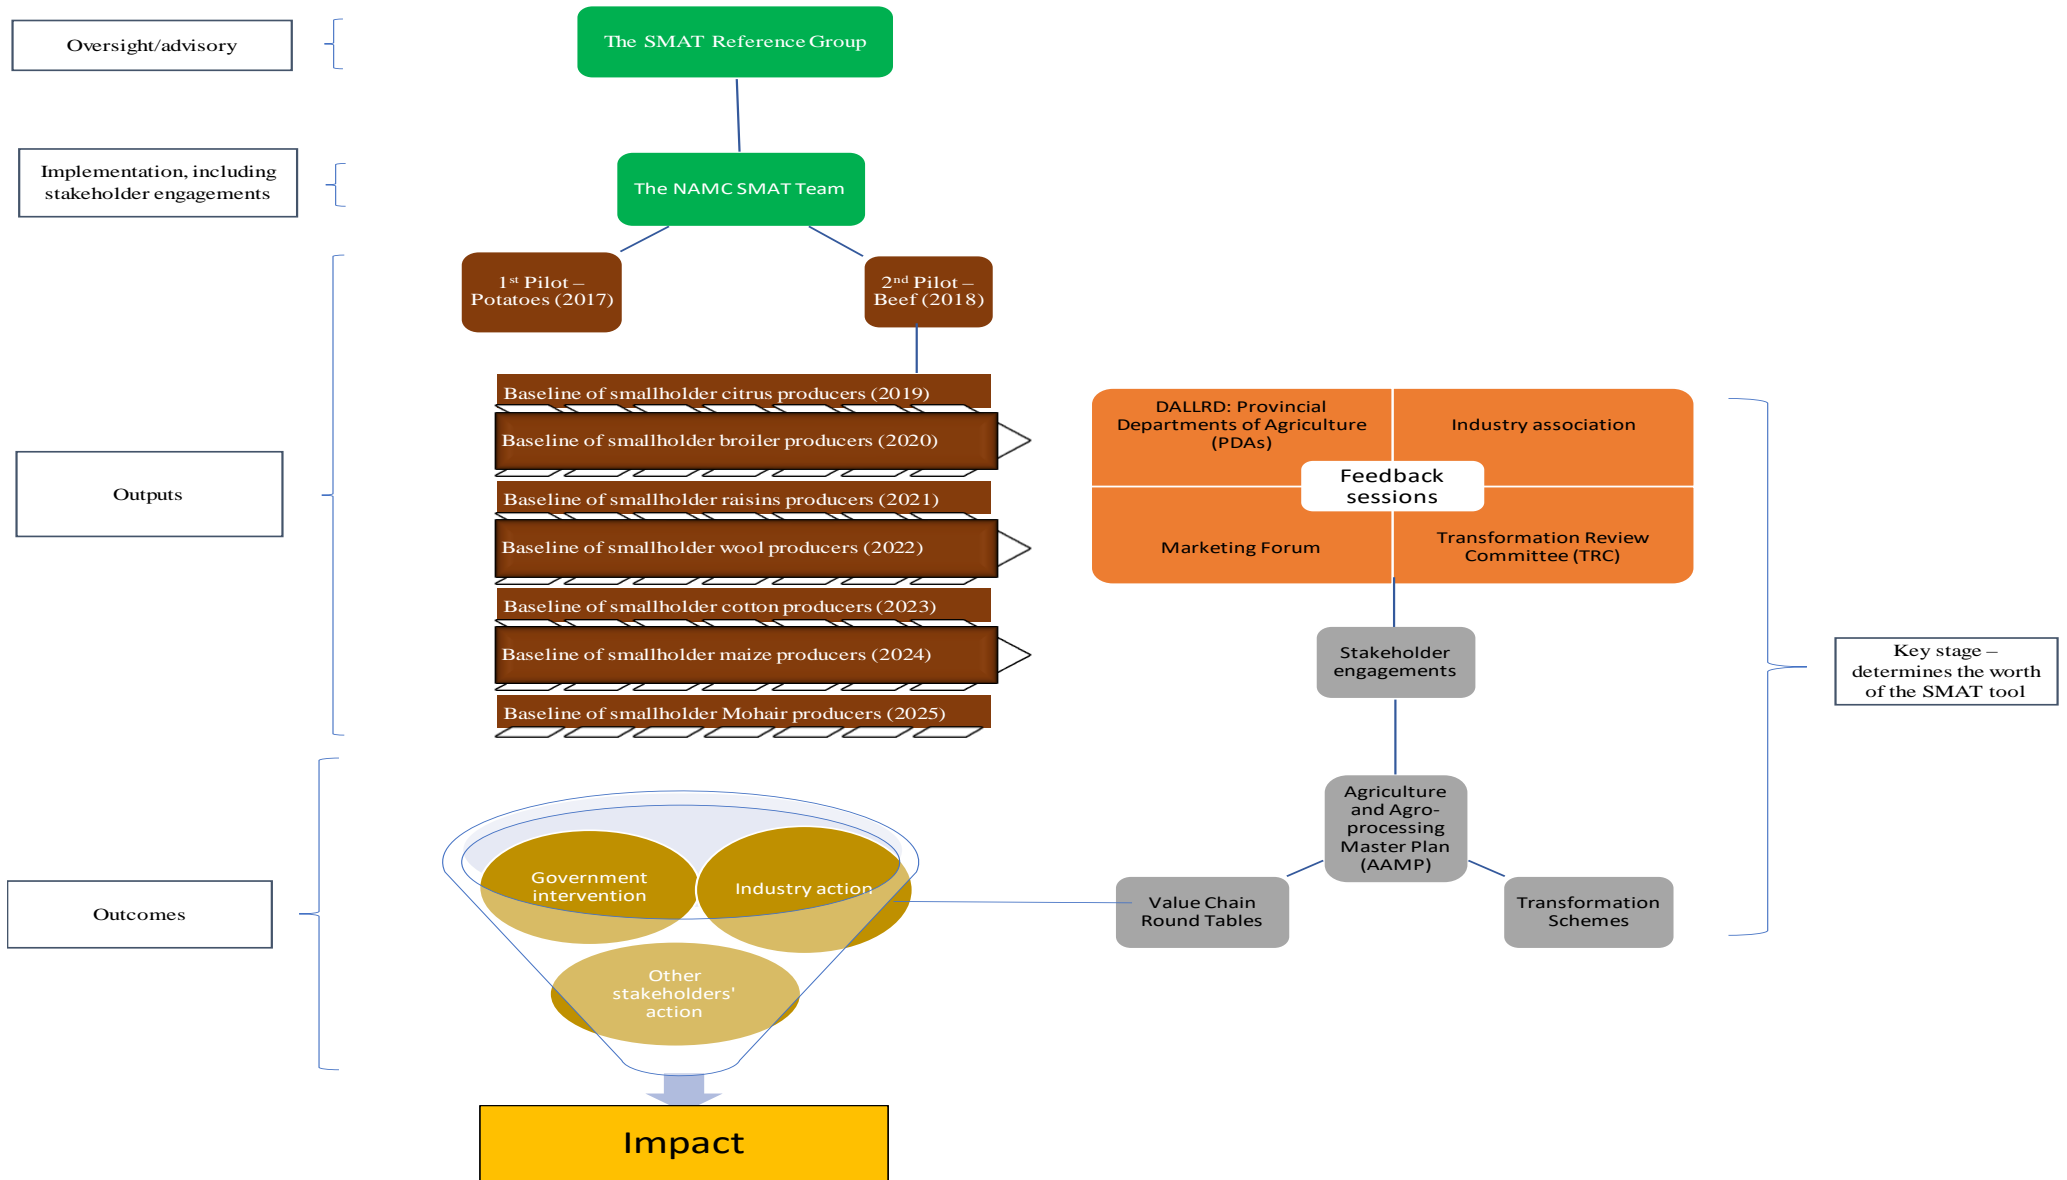 Oversight/advisory
The SMAT Reference Group
Implementation, including
stakeholder engagements
The NAMC SMAT Team
1st Pilot –
Potatoes (2017)
2nd Pilot –
Beef (2018)
Outputs
Baseline of smallholder citrus producers (2019)
Baseline of smallholder broiler producers (2020)
Baseline of smallholder raisins producers (2021)
Baseline of smallholder wool producers (2022)
Baseline of smallholder cotton producers (2023)
Baseline of smallholder maize producers (2024)
Baseline of smallholder Mohair producers (2025)
DALLRD: Provincial
Departments of Agriculture
(PDAs)
Industry association
Feedback
sessions
Marketing Forum
Transformation Review
Committee (TRC)
Stakeholder
engagements
Agriculture
and Agro-
processing
Master Plan
(AAMP)
Value Chain
Round Tables
Transformation
Schemes
Key stage –
determines the worth
of the SMAT tool
Outcomes
Government
intervention
Industry action
Other
stakeholders'
action
Impact